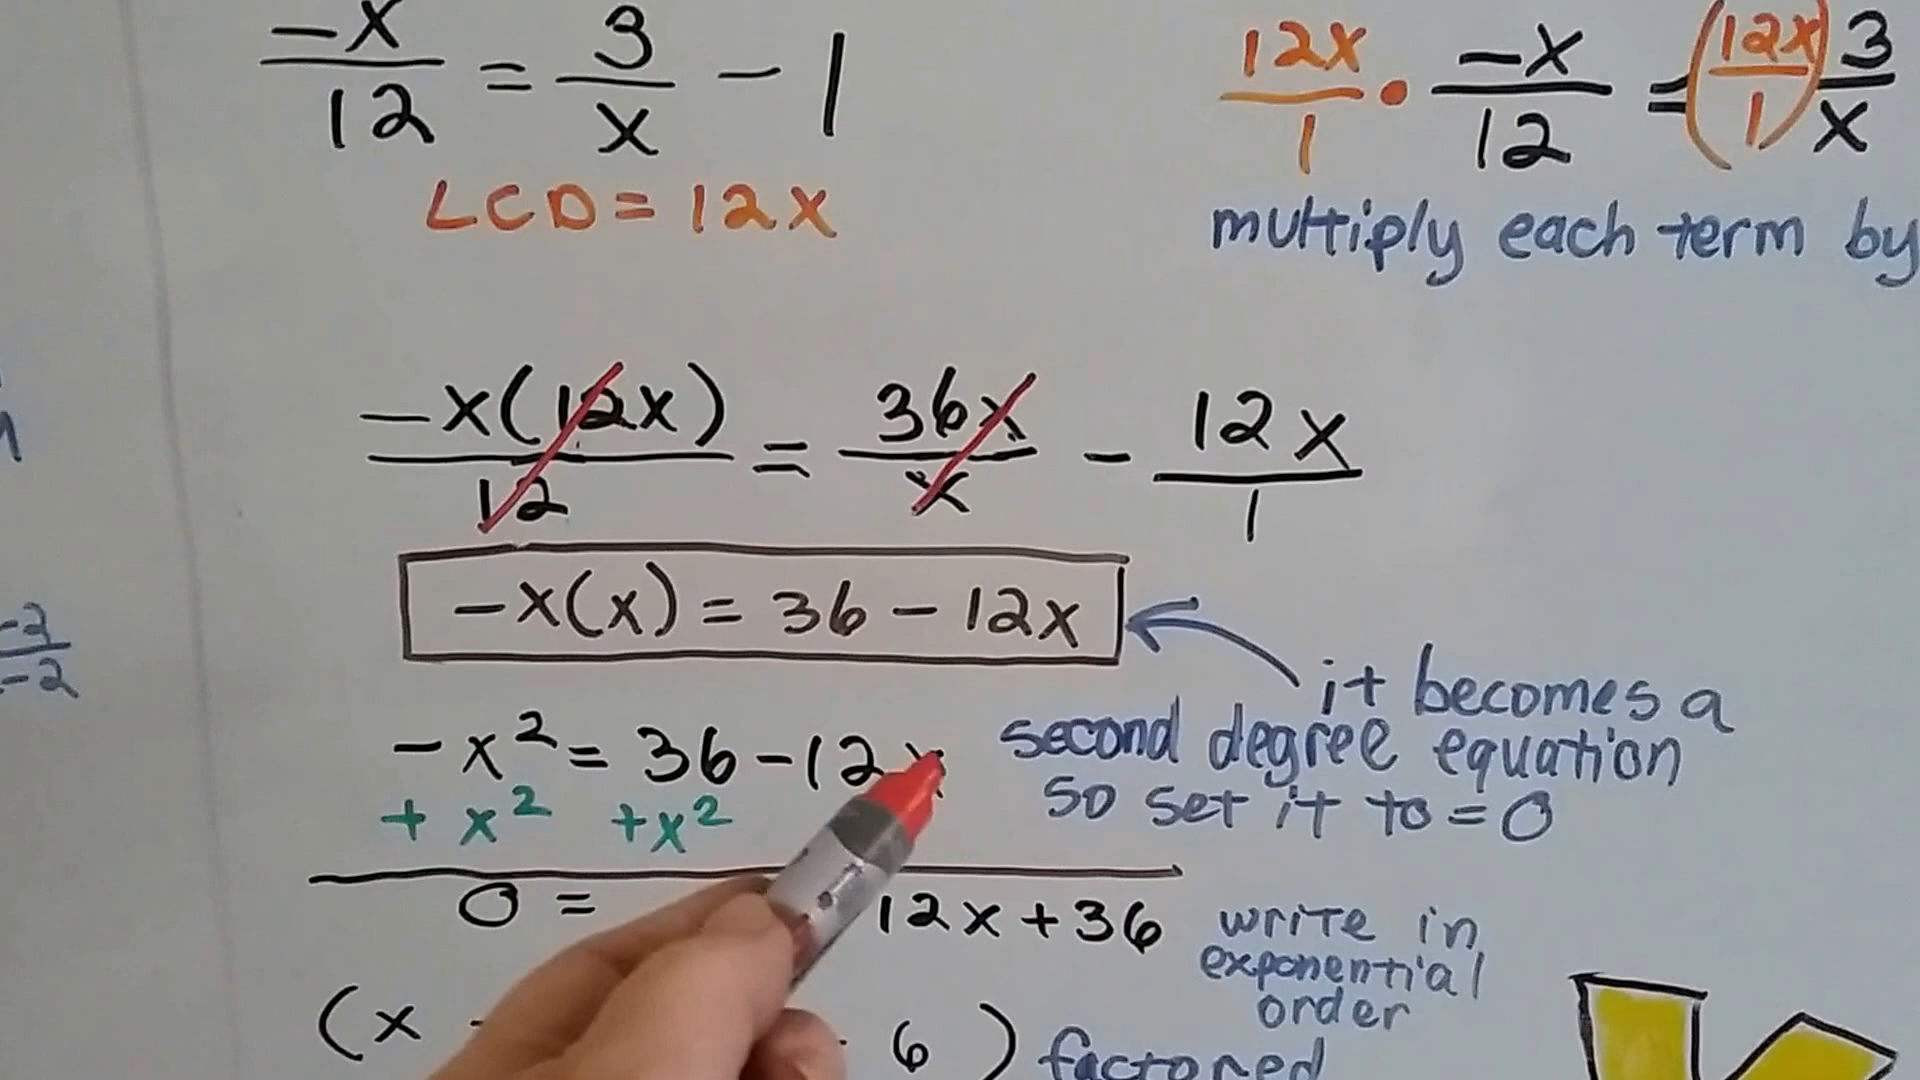 -x/12 = 3/x - 1
12x/1 • -x/12 = (12x/1) 3/x
LCD = 12x
multiply each term by
-x(12x)/12 = 36x/x - 12x/1
-x(x) = 36 - 12x
it becomes a
second degree equation
so set it to = 0
-x² = 36 - 12x
+ x² +x²
0 = 12x + 36
write in
exponential
order
(x 6)
factored
-2